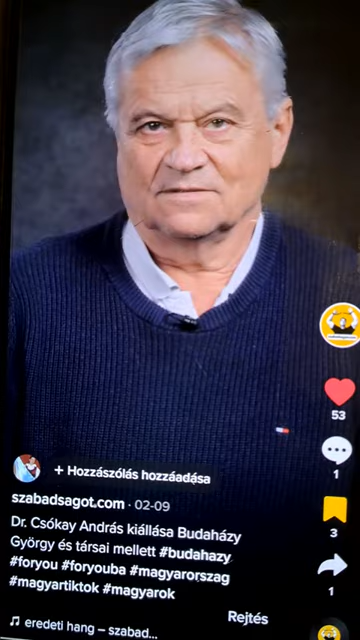 53
1
3
1
+ Hozzászólás hozzáadása
szabadsagot.com · 02-09
Dr. Csókay András kiállása Budaházy
György és társai mellett #budahazy
#foryou #foryouba #magyarorszag
#magyartiktok #magyarok
Rejtés
eredeti hang – szabad...